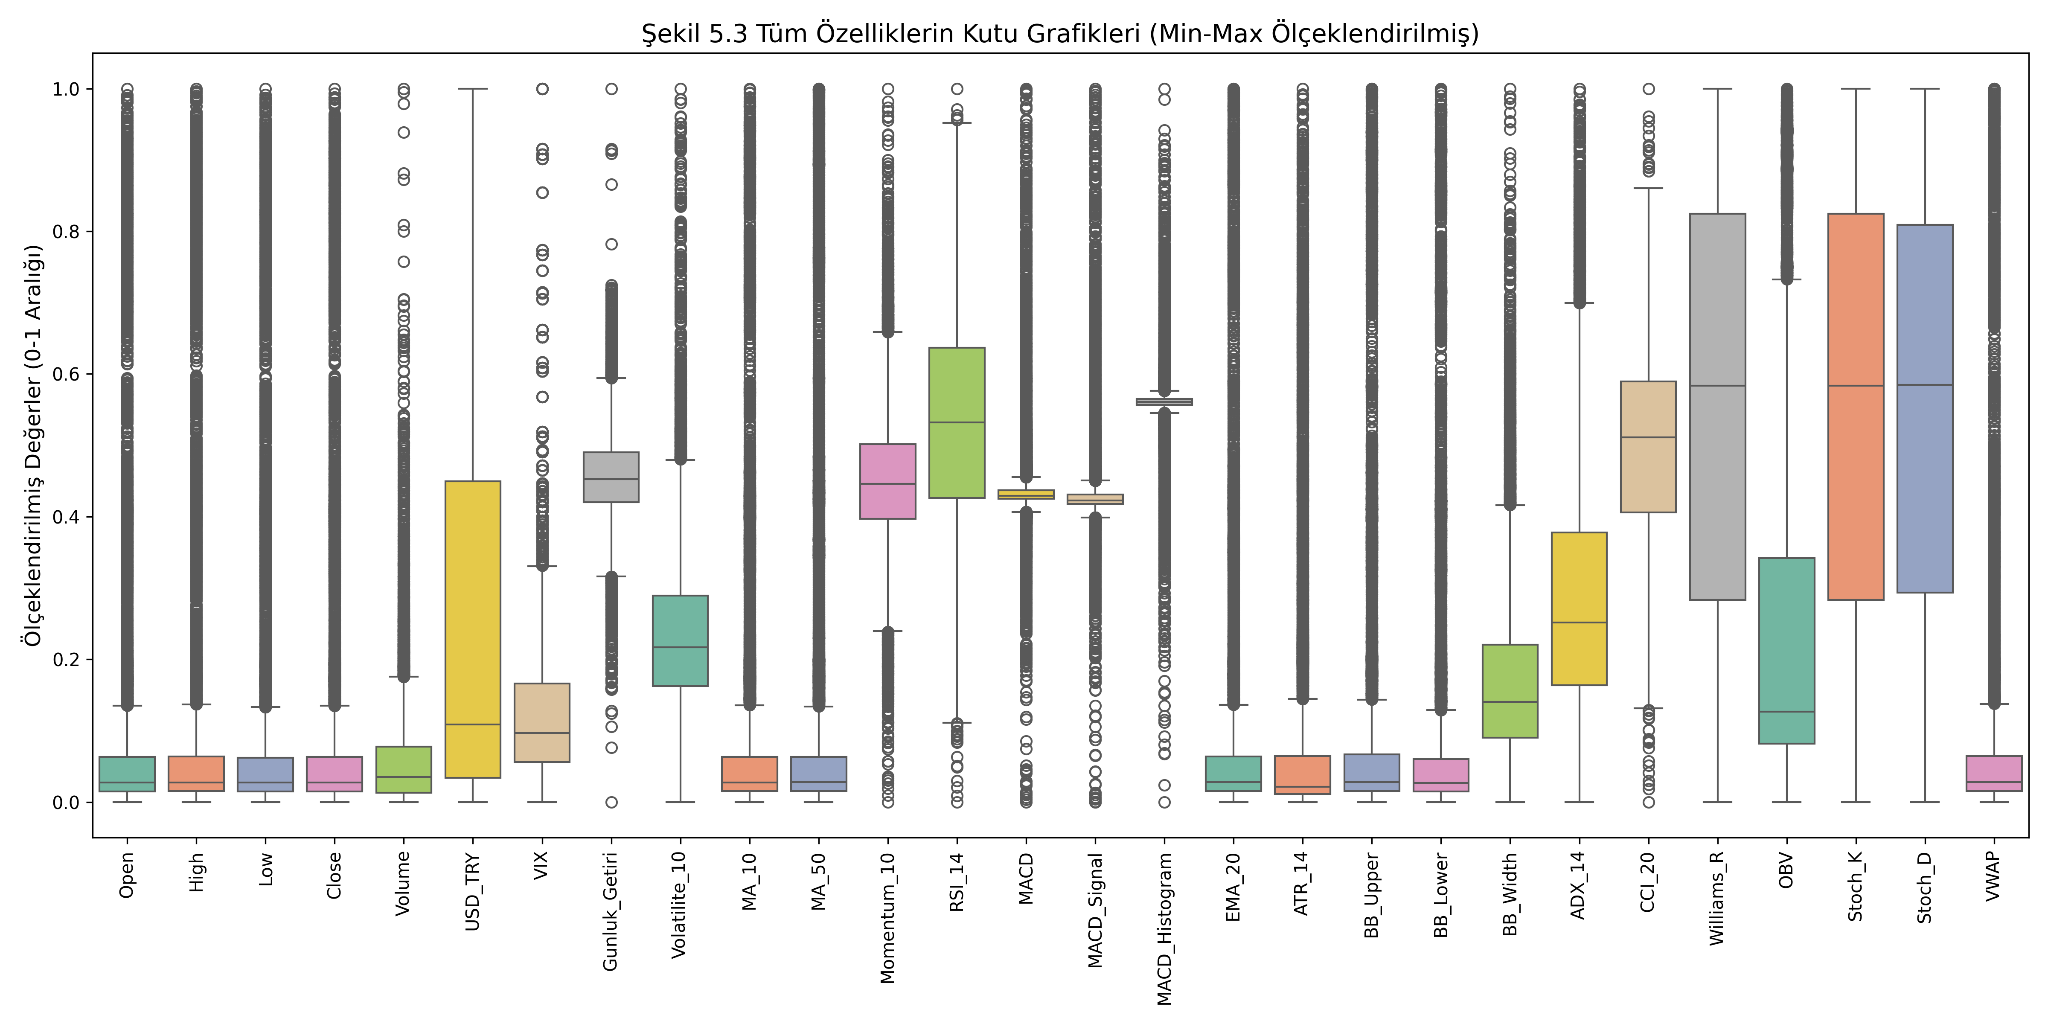 Şekil 5.3 Tüm Özelliklerin Kutu Grafikleri (Min-Max Ölçeklendirilmiş)
Ölçeklendirilmiş Değerler (0-1 Aralığı)
1.0
0.8
0.6
0.4
0.2
0.0
Open
High
Low
Close
Volume
USD_TRY
VIX
Gunluk_Getiri
Volatilite_10
MA_10
MA_50
Momentum_10
RSI_14
MACD
MACD_Signal
MACD_Histogram
EMA_20
ATR_14
BB_Upper
BB_Lower
BB_Width
ADX_14
CCI_20
Williams_R
OBV
Stoch_K
Stoch_D
VWAP